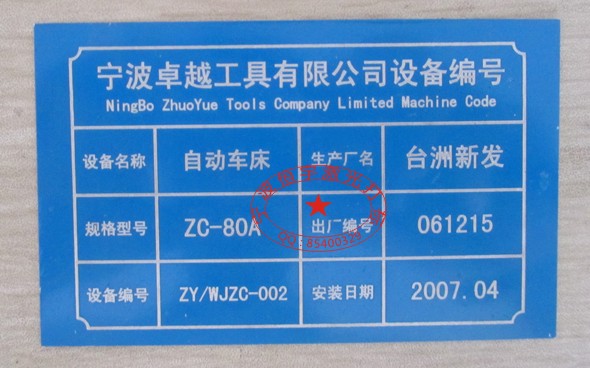 宁波卓越工具有限公司设备编号
NingBo ZhuoYue Tools Company Limited Machine Code
设备名称 自动车床 生产厂名 台洲新发
规格型号 ZC-80A 出厂编号 061215
设备编号 ZY/WJZC-002 安装日期 2007.04